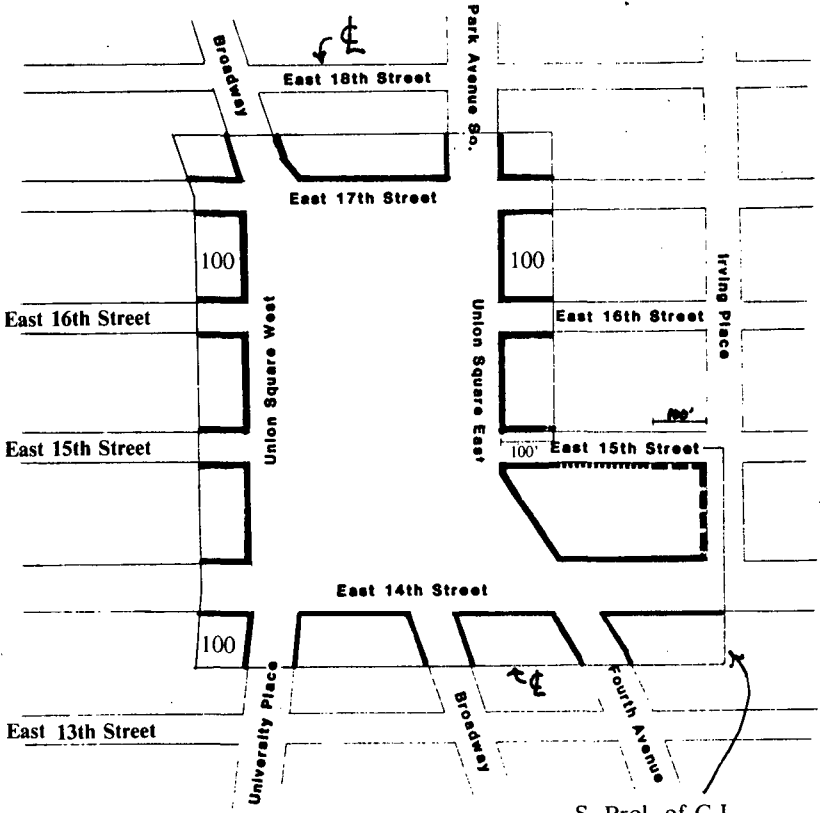 ℄
Broadway
East 18th Street
Park Avenue So.
East 17th Street
100
100
Irving Place
East 16th Street
Union Square West
Union Square East
East 16th Street
100'
East 15th Street
100'
East 15th Street
East 14th Street
100
℄
University Place
Broadway
Fourth Avenue
East 13th Street
S. Prol. of C.L.